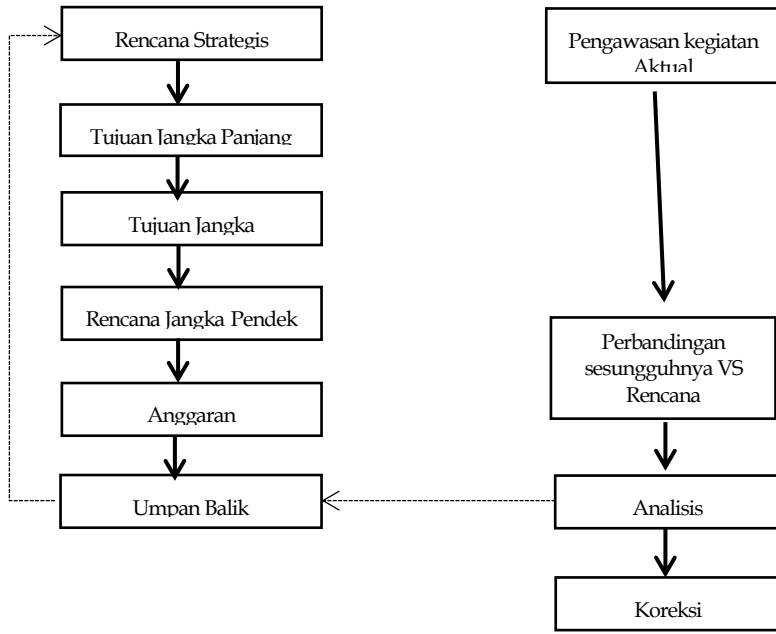 Rencana Strategis
Tujuan Jangka Panjang
Tujuan Jangka
Rencana Jangka Pendek
Anggaran
Umpan Balik
Pengawasan kegiatan
Aktual
Perbandingan
sesungguhnya VS
Rencana
Analisis
Koreksi